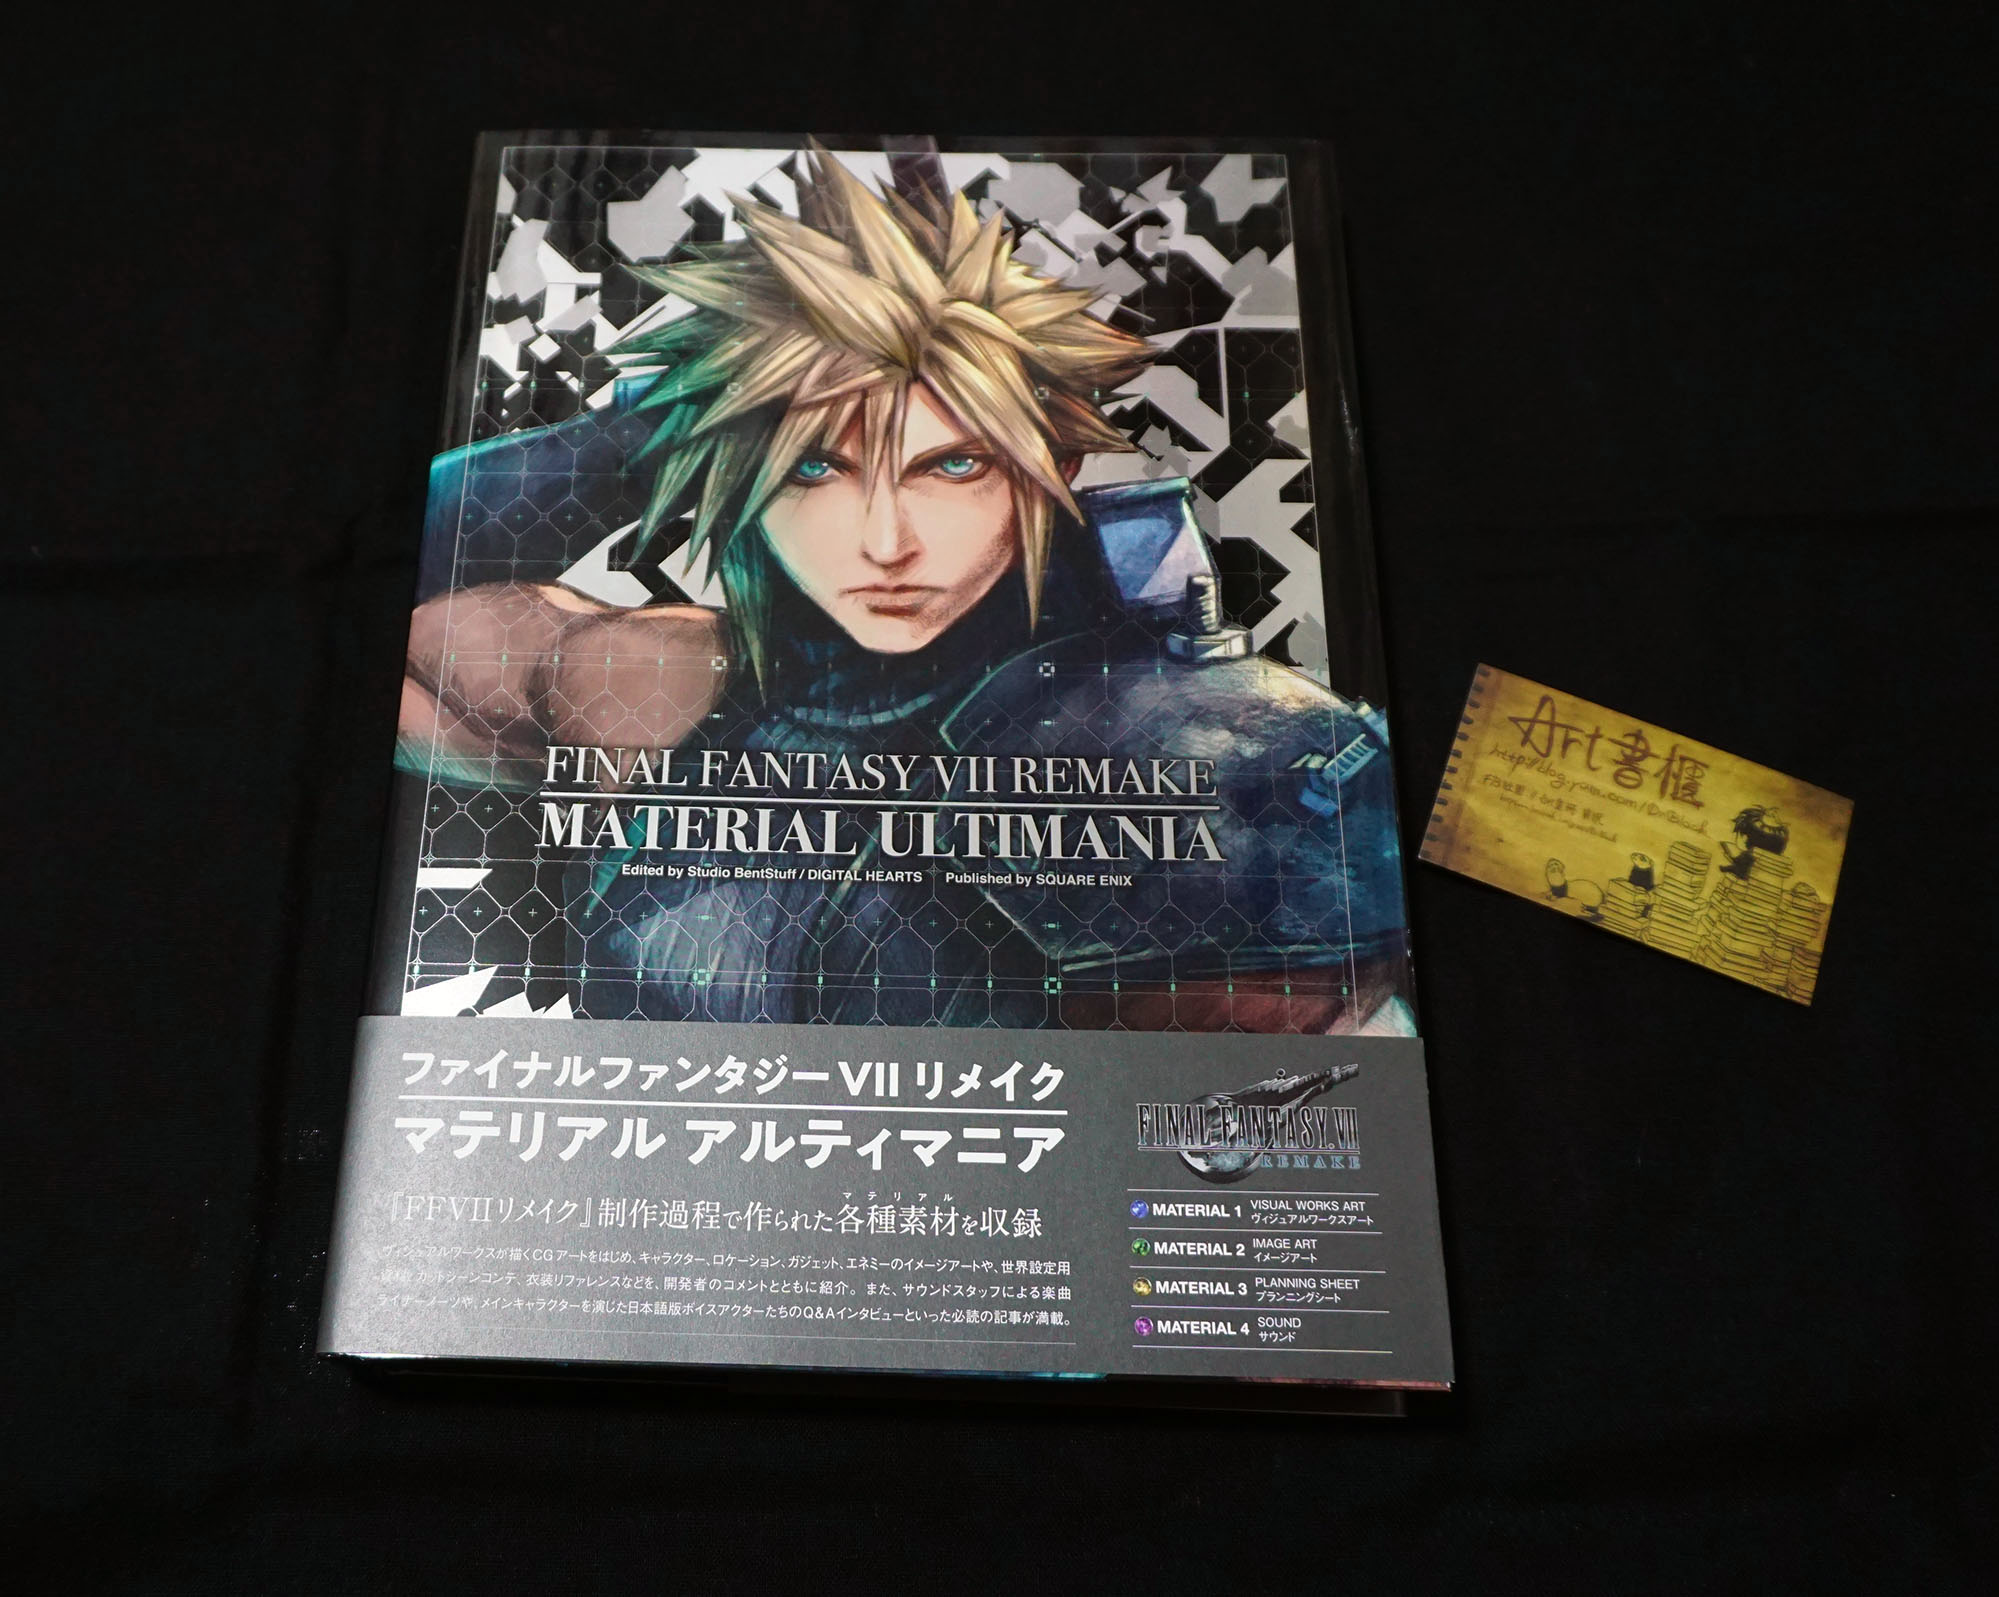 FINAL FANTASY VII REMAKE
MATERIAL ULTIMANIA
Edited by Studio BentStuff / DIGITAL HEARTS Published by SQUARE ENIX
ファイナルファンタジーVII リメイク
マテリアル アルティマニア
マテリアル
『FFVIIリメイク』制作過程で作られた各種素材を収録
ヴィジュアルワークスが描くCGアートをはじめ、キャラクター、ロケーション、ガジェット、エネミーのイメージアートや、世界設定用
資料、カットシーンコンテ、衣装リファレンスなどを、開発者のコメントとともに紹介。また、サウンドスタッフによる楽曲
ライナーノーツや、メインキャラクターを演じた日本語版ボイスアクターたちのQ&Aインタビューといった必読の記事が満載。
FINAL FANTASY VII
REMAKE
MATERIAL 1 VISUAL WORKS ART
ヴィジュアルワークスアート
MATERIAL 2 IMAGE ART
イメージアート
MATERIAL 3 PLANNING SHEET
プランニングシート
MATERIAL 4 SOUND
サウンド
Art書櫃